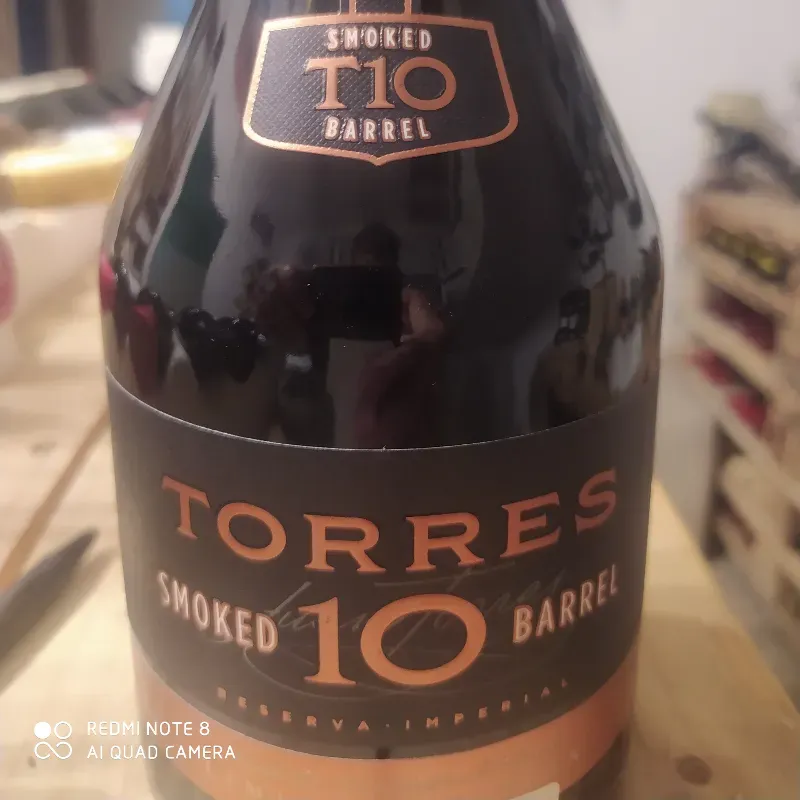 SMOKED
T10
BARREL
TORRES
SMOKED 10 BARREL
RESERVA · IMPERIAL
REDMI NOTE 8
AI QUAD CAMERA